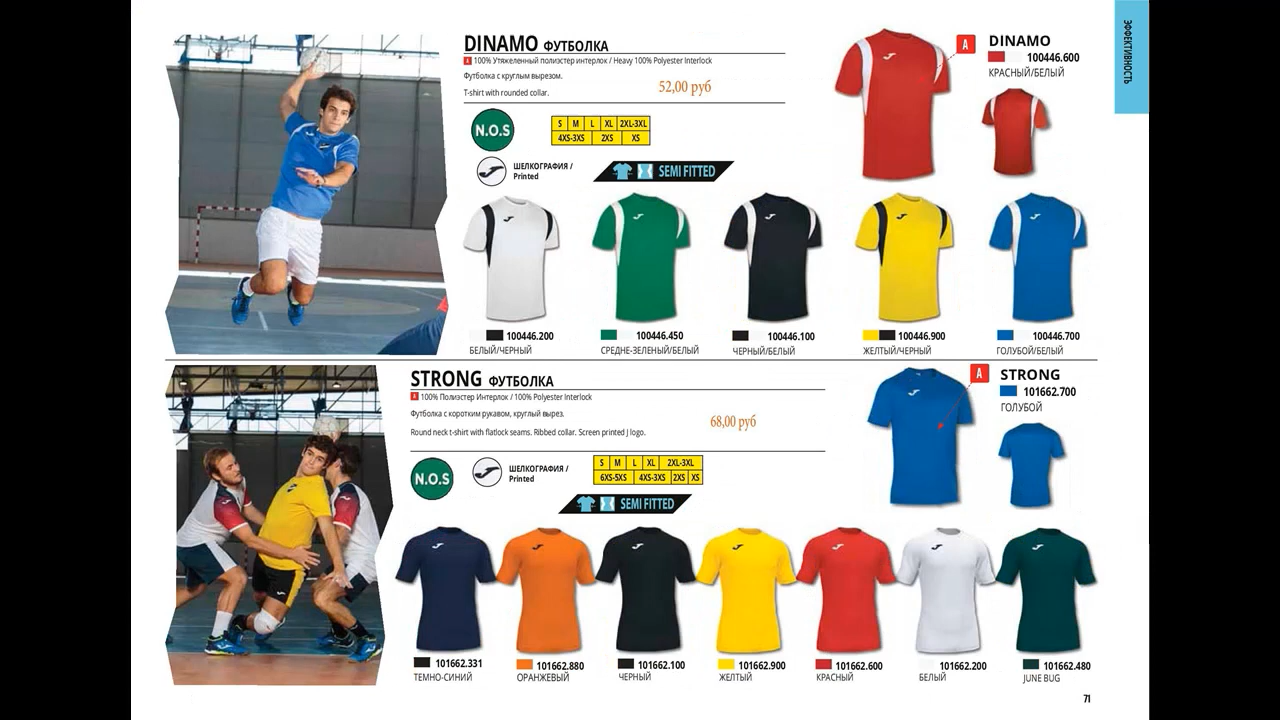 ЭФФЕКТИВНОСТЬ
DINAMO ФУТБОЛКА
A 100% Утяжеленный полиэстер интерлок / Heavy 100% Polyester Interlock
Футболка с круглым вырезом.
T-shirt with rounded collar.
52,00 руб
N.O.S
S M L XL 2XL-3XL
4XS-3XS 2XS XS
ШЕЛКОГРАФИЯ /
Printed
SEMI FITTED
A
DINAMO
100446.600
КРАСНЫЙ/БЕЛЫЙ
100446.200
БЕЛЫЙ/ЧЕРНЫЙ
100446.450
СРЕДНЕ-ЗЕЛЕНЫЙ/БЕЛЫЙ
100446.100
ЧЕРНЫЙ/БЕЛЫЙ
100446.900
ЖЕЛТЫЙ/ЧЕРНЫЙ
100446.700
ГОЛУБОЙ/БЕЛЫЙ
STRONG ФУТБОЛКА
A 100% Полиэстер Интерлок / 100% Polyester Interlock
Футболка с коротким рукавом, круглый вырез.
Round neck t-shirt with flatlock seams. Ribbed collar. Screen printed J logo.
68,00 руб
N.O.S
ШЕЛКОГРАФИЯ /
Printed
S M L XL 2XL-3XL
6XS-5XS 4XS-3XS 2XS XS
SEMI FITTED
A
STRONG
101662.700
ГОЛУБОЙ
101662.331
ТЕМНО-СИНИЙ
101662.880
ОРАНЖЕВЫЙ
101662.100
ЧЕРНЫЙ
101662.900
ЖЕЛТЫЙ
101662.600
КРАСНЫЙ
101662.200
БЕЛЫЙ
101662.480
JUNE BUG
71